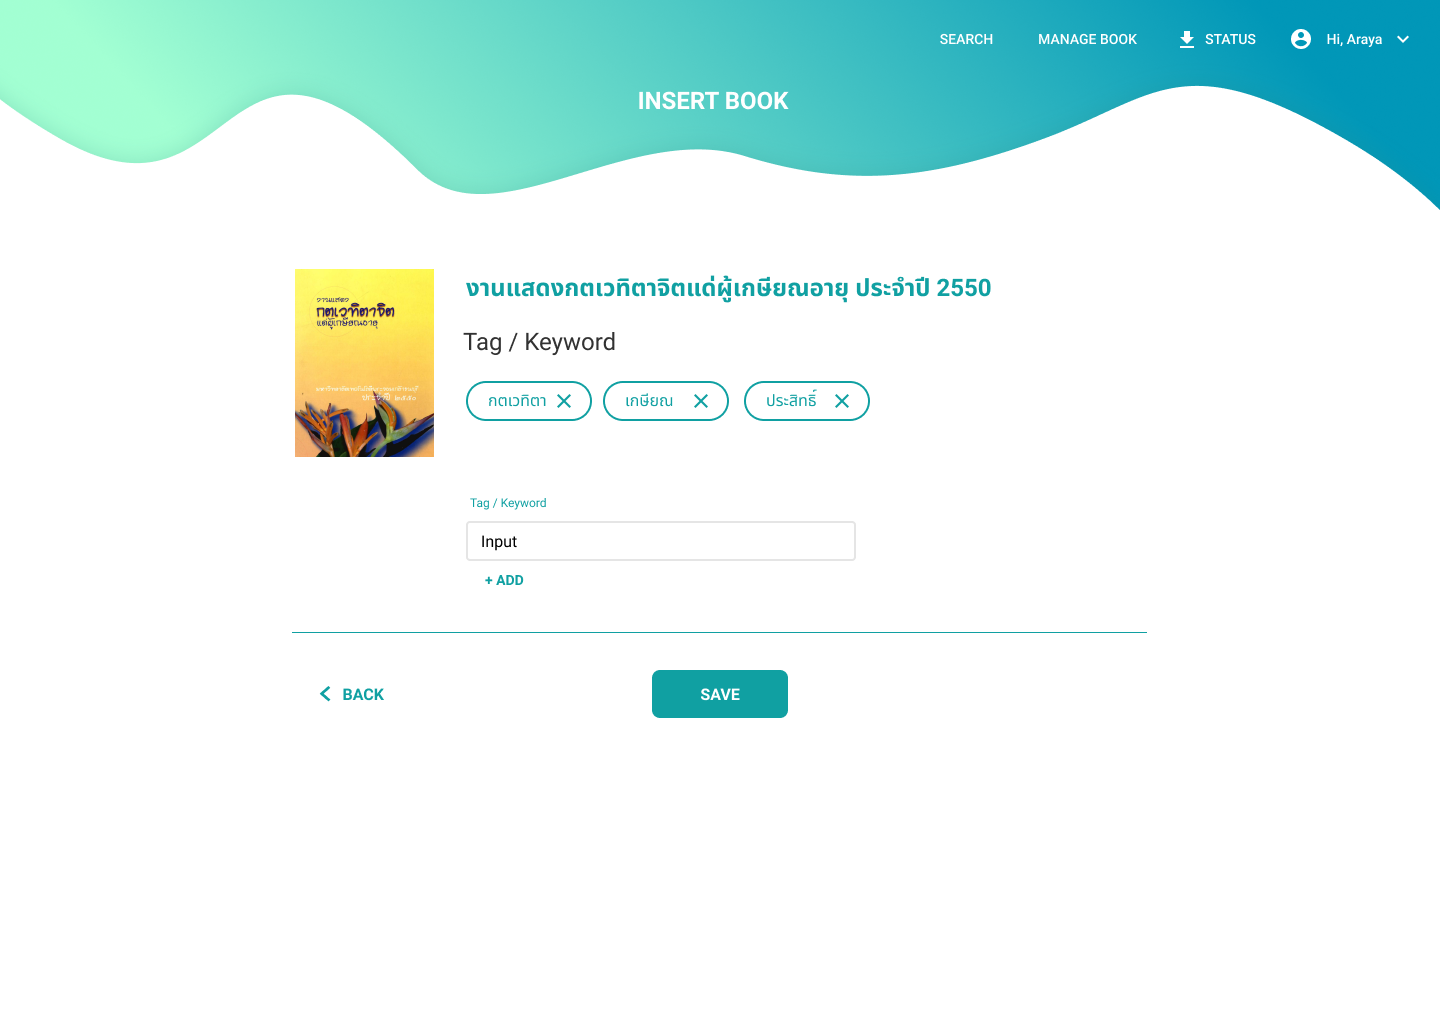 SEARCH MANAGE BOOK STATUS Hi, Araya
INSERT BOOK
งานแสดง
กตเวทิตาจิต
แด่ผู้เกษียณอายุ
งานแสดงกตเวทิตาจิตแด่ผู้เกษียณอายุ ประจำปี 2550
Tag / Keyword
กตเวทิตา เกษียณ ประสิทธิ์
Tag / Keyword
Input
+ ADD
BACK SAVE